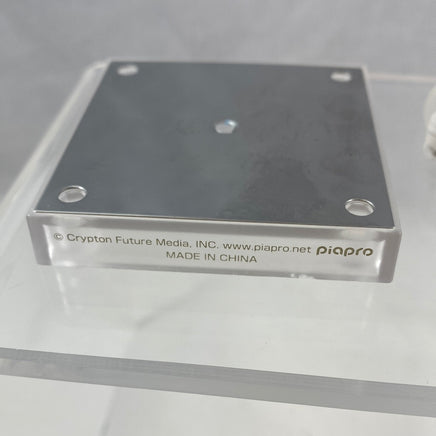 © Crypton Future Media, INC. www.piapro.net piapro
MADE IN CHINA